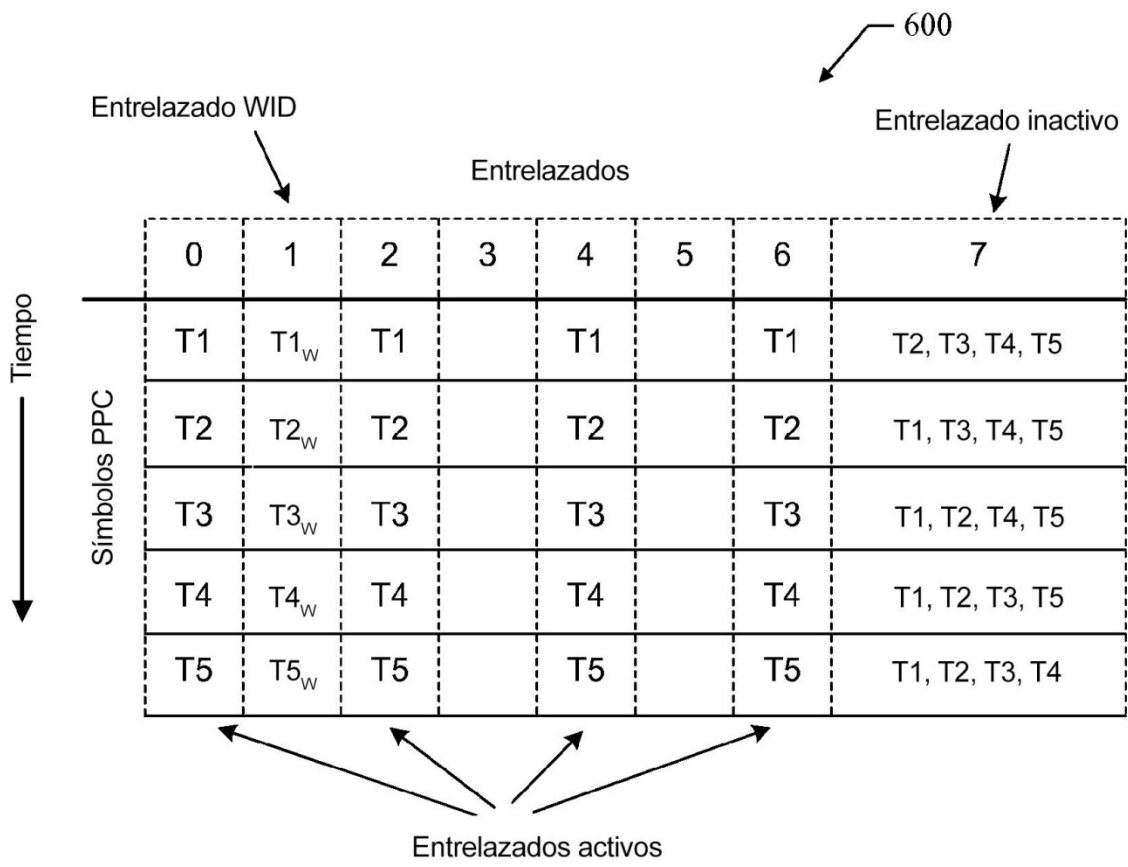 600
Entrelazado WID
Entrelazado inactivo
Entrelazados
0 1 2 3 4 5 6 7
Tiempo
Símbolos PPC
T1 T1W T1 T1 T1 T2, T3, T4, T5
T2 T2W T2 T2 T2 T1, T3, T4, T5
T3 T3W T3 T3 T3 T1, T2, T4, T5
T4 T4W T4 T4 T4 T1, T2, T3, T5
T5 T5W T5 T5 T5 T1, T2, T3, T4
Entrelazados activos